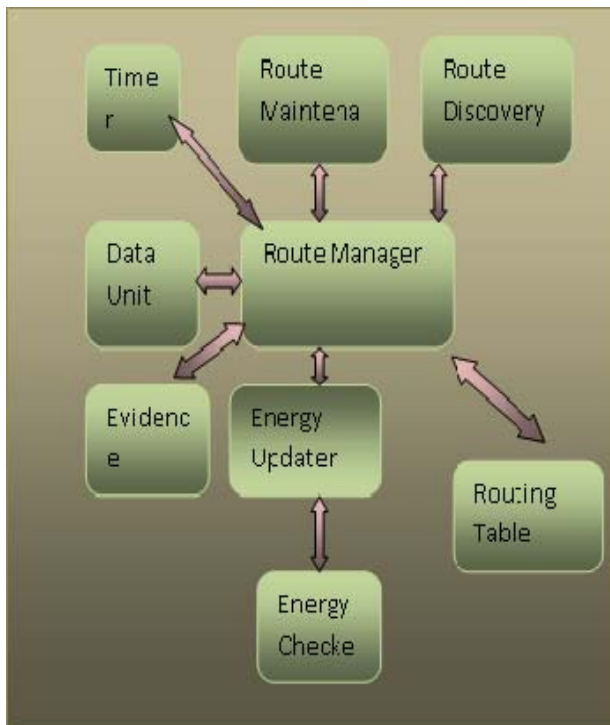 Time
r
Route
Maintena
Route
Discovery
Data
Unit
Route Manager
Evidenc
e
Energy
Updater
Routing
Table
Energy
Checke